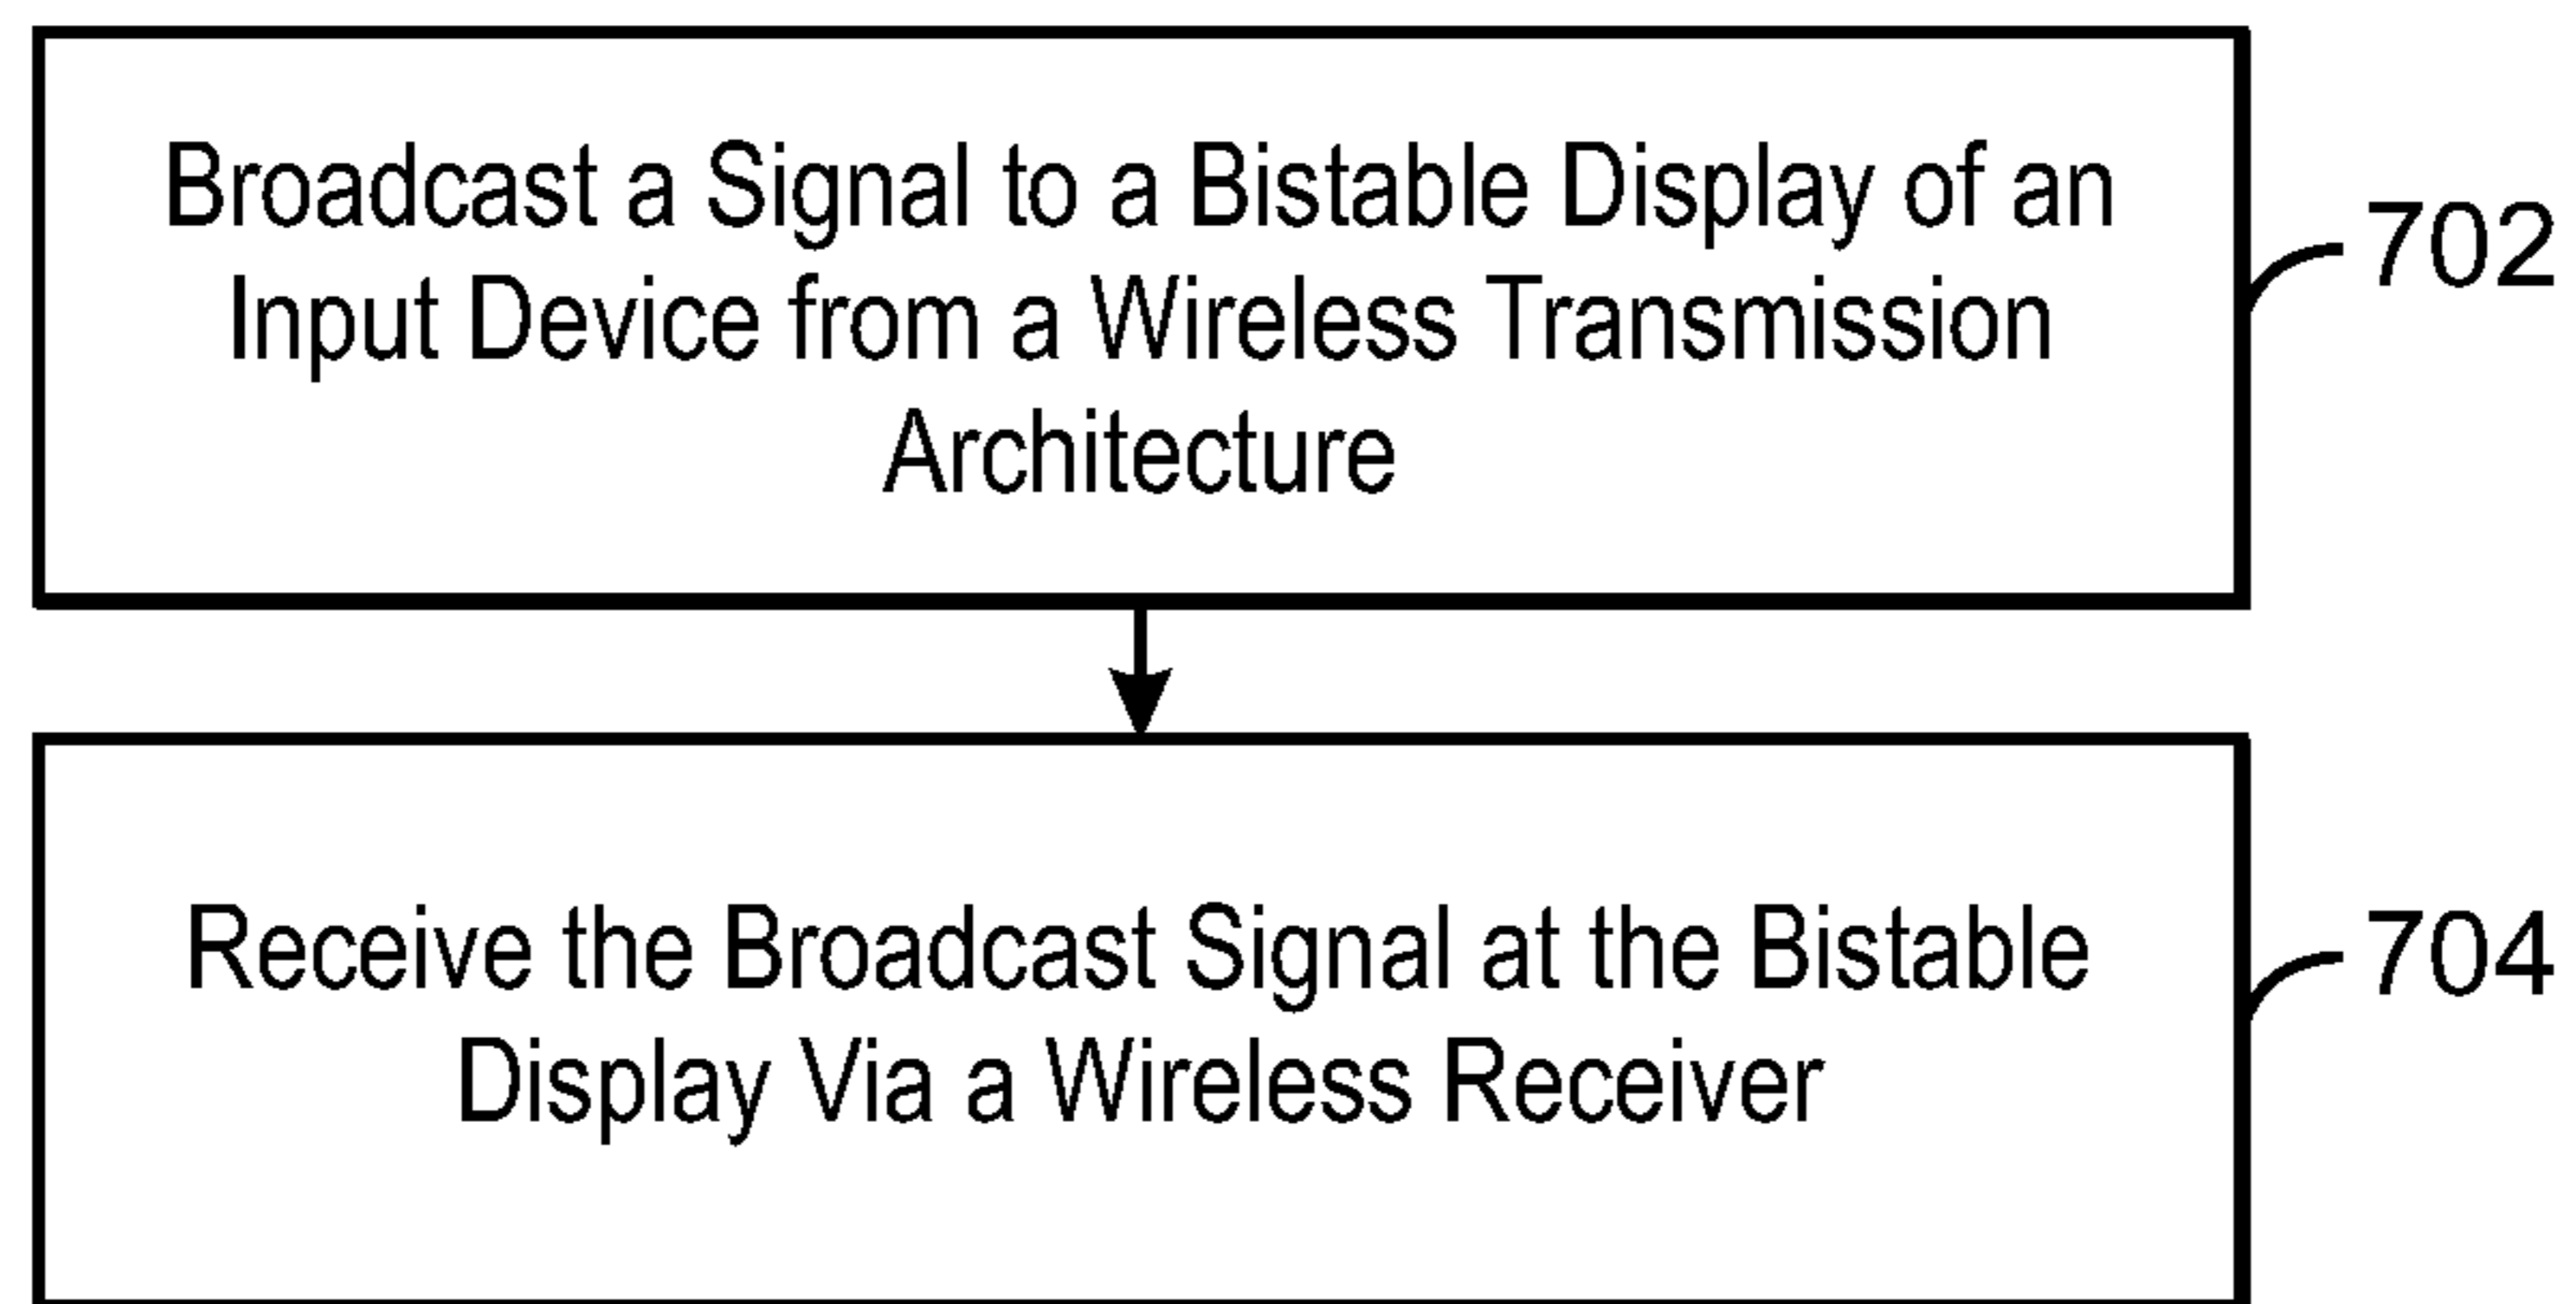 Broadcast a Signal to a Bistable Display of an
Input Device from a Wireless Transmission
Architecture
702
Receive the Broadcast Signal at the Bistable
Display Via a Wireless Receiver
704